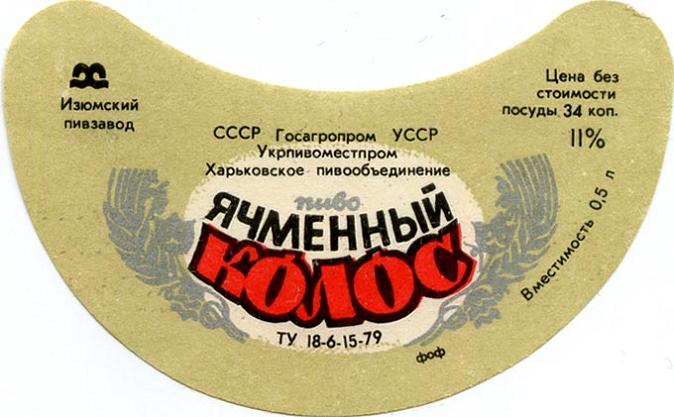 Изюмский
пивзавод
Цена без
стоимости
посуды 34 коп.
11%
СССР Госагропром УССР
Укрпивоместпром
Харьковское пивообъединение
пиво
ЯЧМЕННЫЙ
КОЛОС
ТУ 18-6-15-79
Вместимость 0,5 л
фоф